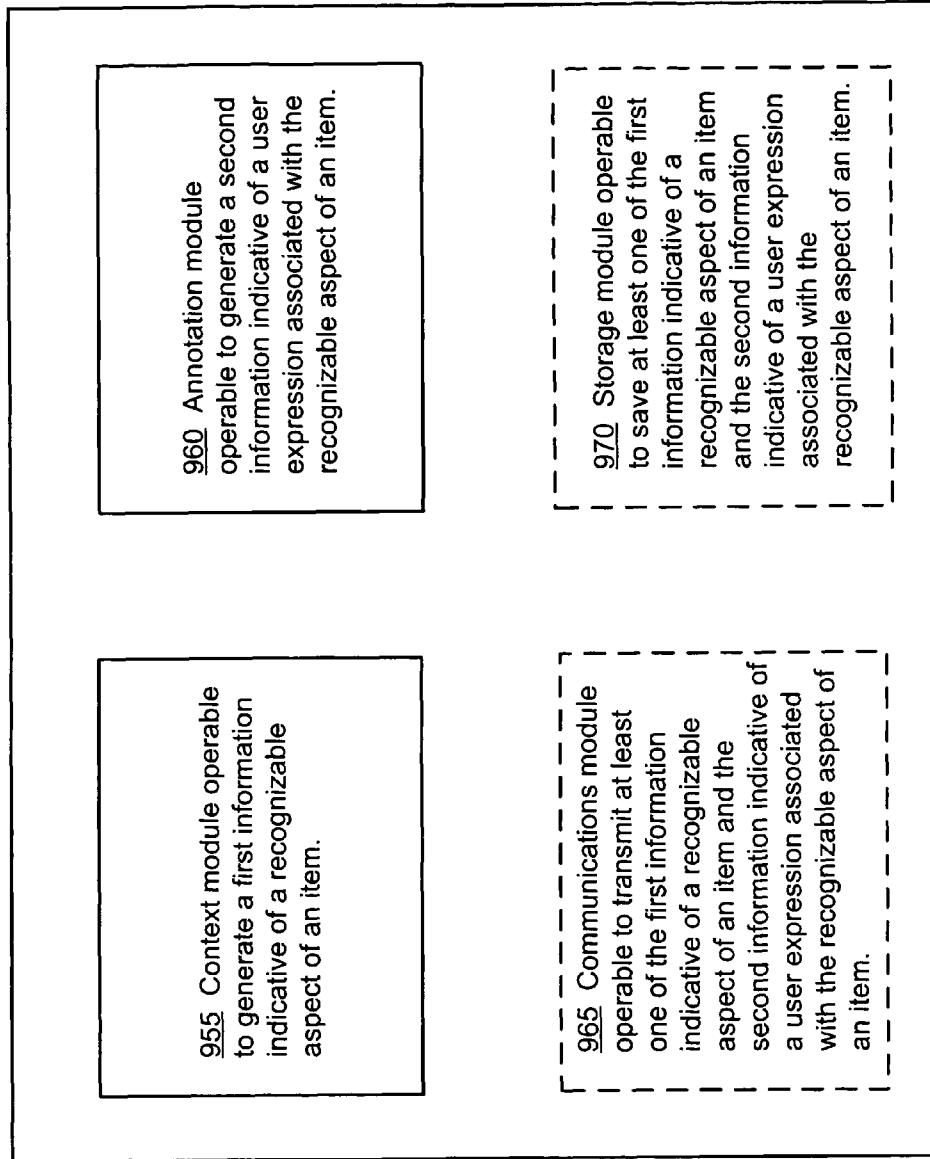 955 Context module operable
to generate a first information
indicative of a recognizable
aspect of an item.
960 Annotation module
operable to generate a second
information indicative of a user
expression associated with the
recognizable aspect of an item.
965 Communications module
operable to transmit at least
one of the first information
indicative of a recognizable
aspect of an item and the
second information indicative of
a user expression associated
with the recognizable aspect of
an item.
970 Storage module operable
to save at least one of the first
information indicative of a
recognizable aspect of an item
and the second information
indicative of a user expression
associated with the
recognizable aspect of an item.